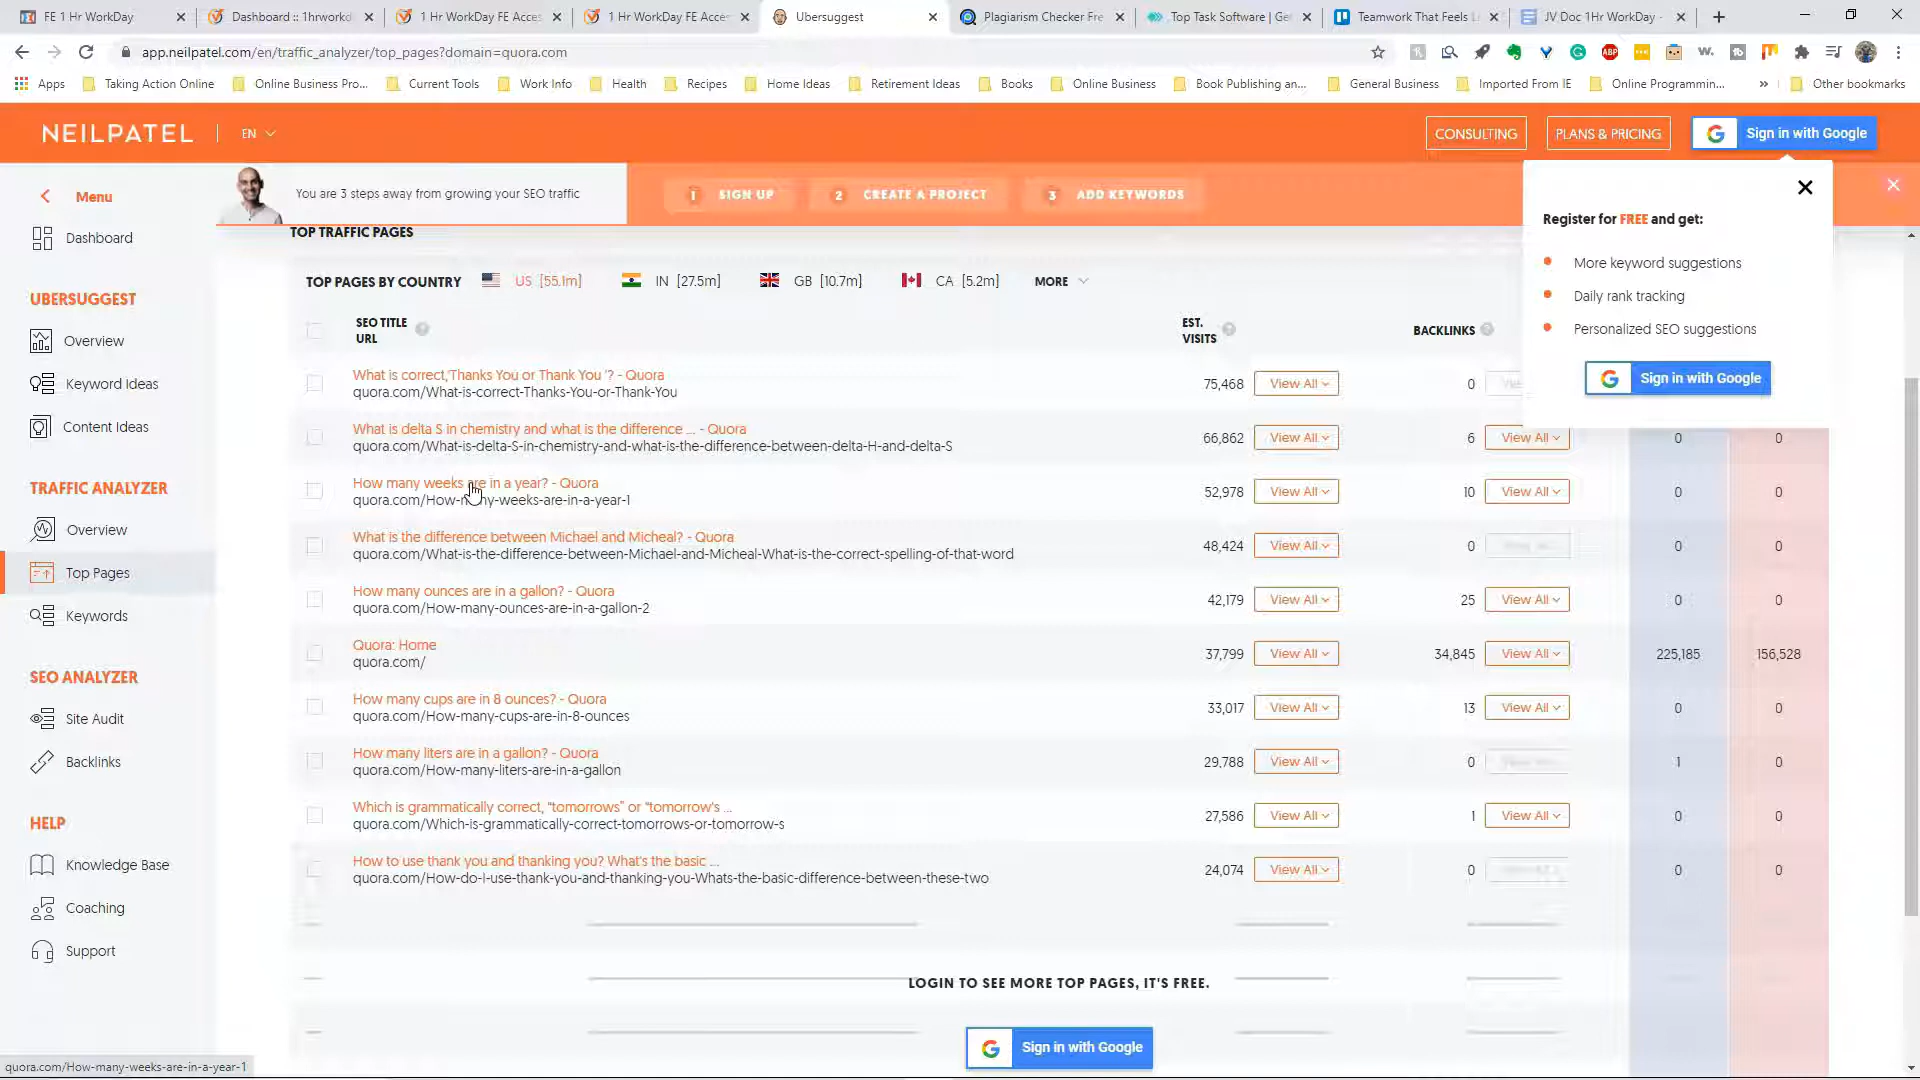 FE 1 Hr WorkDay
Dashboard :: 1hrworkd
1 Hr WorkDay FE Acces
1 Hr WorkDay FE Acce
Ubersuggest
Plagiarism Checker Fre
Top Task Software | Ge
Teamwork That Feels L
JV Doc 1Hr WorkDay -
app.neilpatel.com/en/traffic_analyzer/top_pages?domain=quora.com
Apps
Taking Action Online
Online Business Pro...
Current Tools
Work Info
Health
Recipes
Home Ideas
Retirement Ideas
Books
Online Business
Book Publishing an...
General Business
Imported From IE
Online Programmin...
»
Other bookmarks
NEILPATEL
EN
CONSULTING
PLANS & PRICING
Sign in with Google
Menu
You are 3 steps away from growing your SEO traffic
1 SIGN UP
2 CREATE A PROJECT
3 ADD KEYWORDS
Register for FREE and get:
More keyword suggestions
Daily rank tracking
Personalized SEO suggestions
Sign in with Google
Dashboard
UBERSUGGEST
Overview
Keyword Ideas
Content Ideas
TRAFFIC ANALYZER
Overview
Top Pages
Keywords
SEO ANALYZER
Site Audit
Backlinks
HELP
Knowledge Base
Coaching
Support
TOP TRAFFIC PAGES
TOP PAGES BY COUNTRY US [55.1m] IN [27.5m] GB [10.7m] CA [5.2m] MORE
SEO TITLE
URL
EST.
VISITS
BACKLINKS
What is correct,'Thanks You or Thank You '? - Quora
quora.com/What-is-correct-Thanks-You-or-Thank-You
75,468 View All 0
What is delta S in chemistry and what is the difference ... - Quora
quora.com/What-is-delta-S-in-chemistry-and-what-is-the-difference-between-delta-H-and-delta-S
66,862 View All 6 View All 0 0
How many weeks are in a year? - Quora
quora.com/How-many-weeks-are-in-a-year-1
52,978 View All 10 View All 0 0
What is the difference between Michael and Micheal? - Quora
quora.com/What-is-the-difference-between-Michael-and-Micheal-What-is-the-correct-spelling-of-that-word
48,424 View All 0 0 0
How many ounces are in a gallon? - Quora
quora.com/How-many-ounces-are-in-a-gallon-2
42,179 View All 25 View All 0 0
Quora: Home
quora.com/
37,799 View All 34,845 View All 225,185 156,528
How many cups are in 8 ounces? - Quora
quora.com/How-many-cups-are-in-8-ounces
33,017 View All 13 View All 0 0
How many liters are in a gallon? - Quora
quora.com/How-many-liters-are-in-a-gallon
29,788 View All 0 1 0
Which is grammatically correct, "tomorrows" or "tomorrow's ...
quora.com/Which-is-grammatically-correct-tomorrows-or-tomorrow-s
27,586 View All 1 View All 0 0
How to use thank you and thanking you? What's the basic ...
quora.com/How-do-I-use-thank-you-and-thanking-you-Whats-the-basic-difference-between-these-two
24,074 View All 0 0 0
LOGIN TO SEE MORE TOP PAGES, IT'S FREE.
Sign in with Google
quora.com/How-many-weeks-are-in-a-year-1